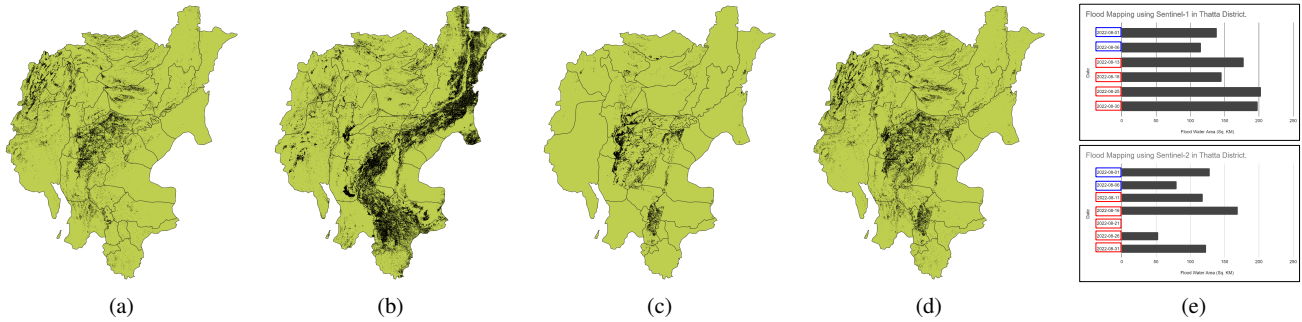 Flood Mapping using Sentinel-1 in Thatta District.
2022-08-01
2022-08-06
2022-08-13
2022-08-18
2022-08-25
2022-08-30
Date
0 50 100 150 200 250
Flood Water Area (Sq. KM)
Flood Mapping using Sentinel-2 in Thatta District.
2022-08-01
2022-08-06
2022-08-11
2022-08-16
2022-08-21
2022-08-26
2022-08-31
Date
0 50 100 150 200 250
Flood Water Area (Sq. KM)
(a) (b) (c) (d) (e)